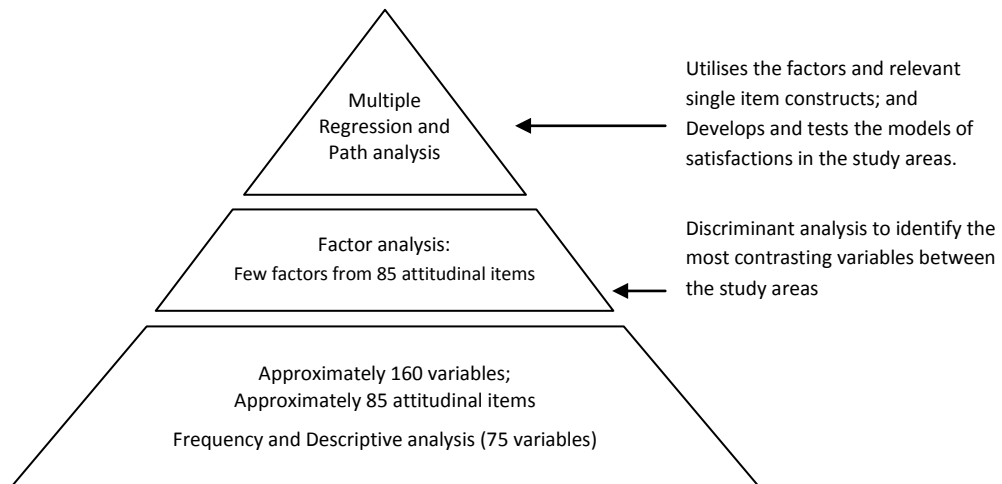 Multiple
Regression and
Path analysis
Utilises the factors and relevant
single item constructs; and
Develops and tests the models of
satisfactions in the study areas.
Factor analysis:
Few factors from 85 attitudinal items
Discriminant analysis to identify the
most contrasting variables between
the study areas
Approximately 160 variables;
Approximately 85 attitudinal items
Frequency and Descriptive analysis (75 variables)